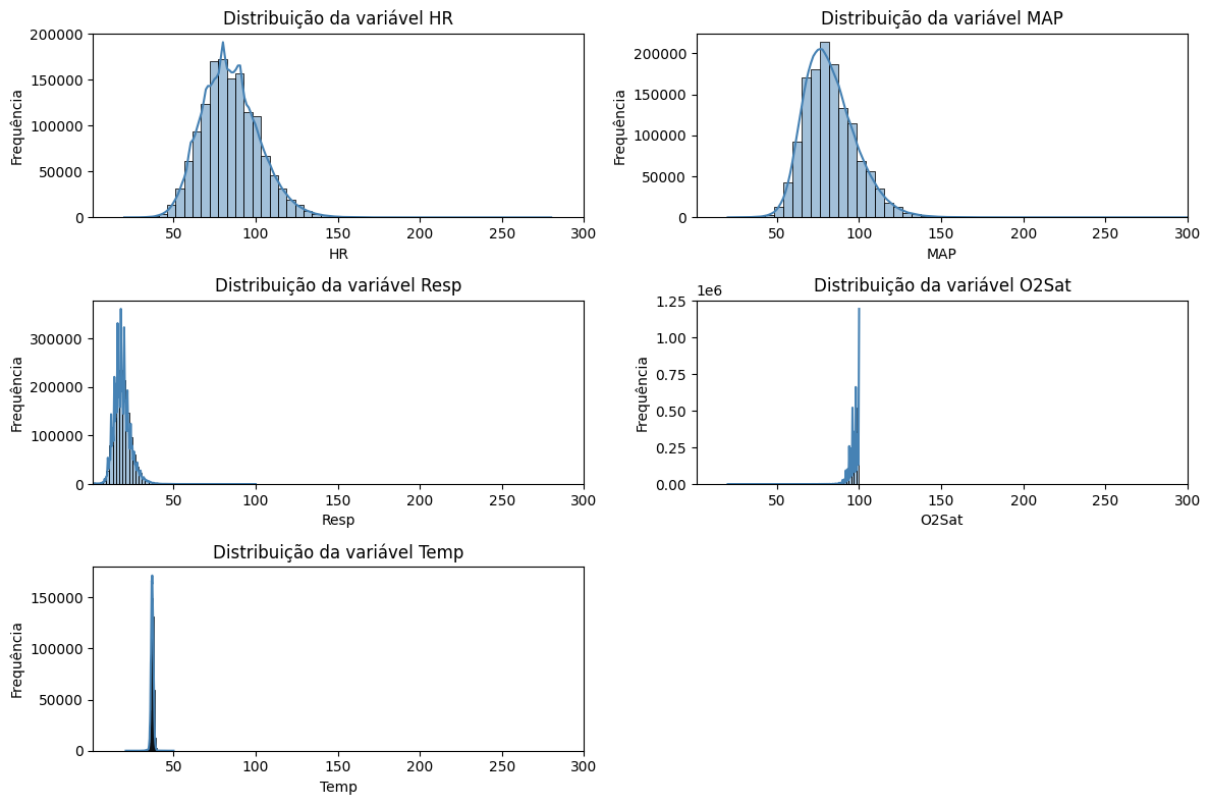 Distribuição da variável HR
200000
150000
100000
50000
0
Frequência
50 100 150 200 250 300
HR
Distribuição da variável MAP
200000
150000
100000
50000
0
Frequência
50 100 150 200 250 300
MAP
Distribuição da variável Resp
300000
200000
100000
0
Frequência
50 100 150 200 250 300
Resp
Distribuição da variável O2Sat
1e6
1.25
1.00
0.75
0.50
0.25
0.00
Frequência
50 100 150 200 250 300
O2Sat
Distribuição da variável Temp
150000
100000
50000
0
Frequência
50 100 150 200 250 300
Temp